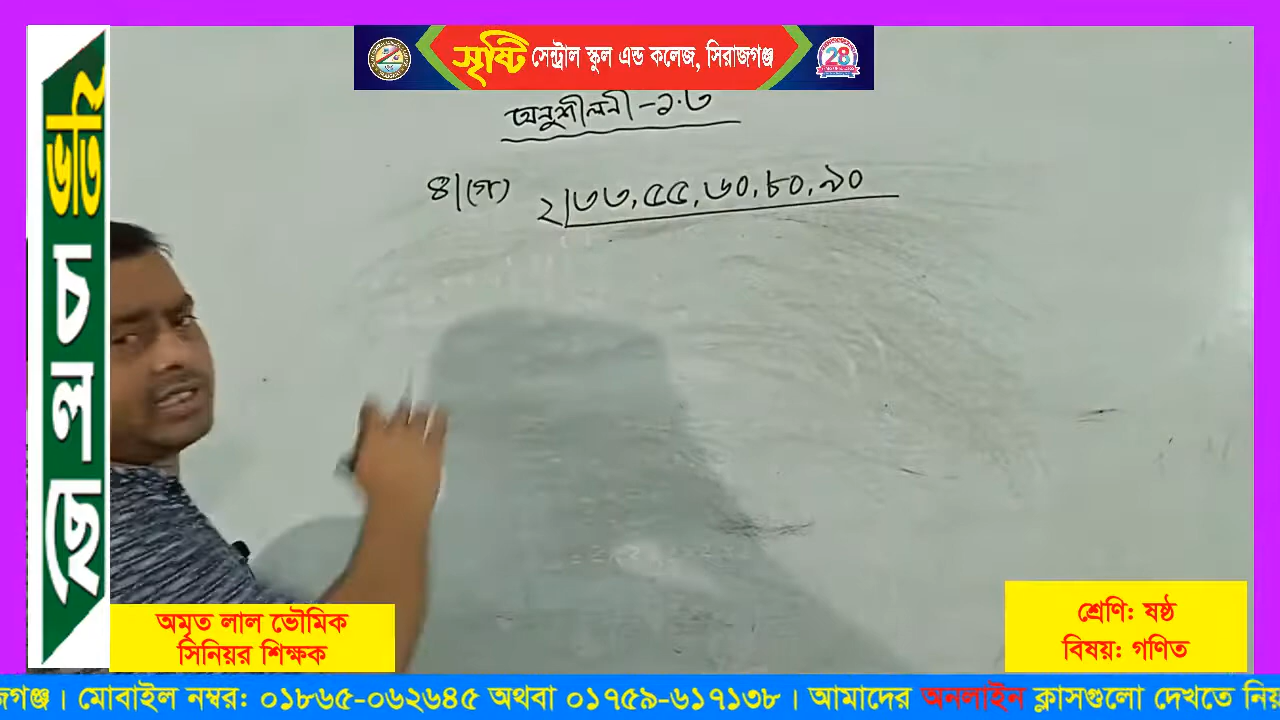 সৃষ্টি সেন্ট্রাল স্কুল এন্ড কলেজ, সিরাজগঞ্জ
28
ভর্তি চলছে
অনুশীলনী-১.৩
৪|(গ) ২|৩৩,৫৫,৬০,৮০,৯০
অমৃত লাল ভৌমিক
সিনিয়র শিক্ষক
শ্রেণি: ষষ্ঠ
বিষয়: গণিত
জগঞ্জ। মোবাইল নম্বর: ০১৮৬৫-০৬২৬৪৫ অথবা ০১৭৫৯-৬১৭১৩৮। আমাদের অনলাইন ক্লাসগুলো দেখতে নিয়